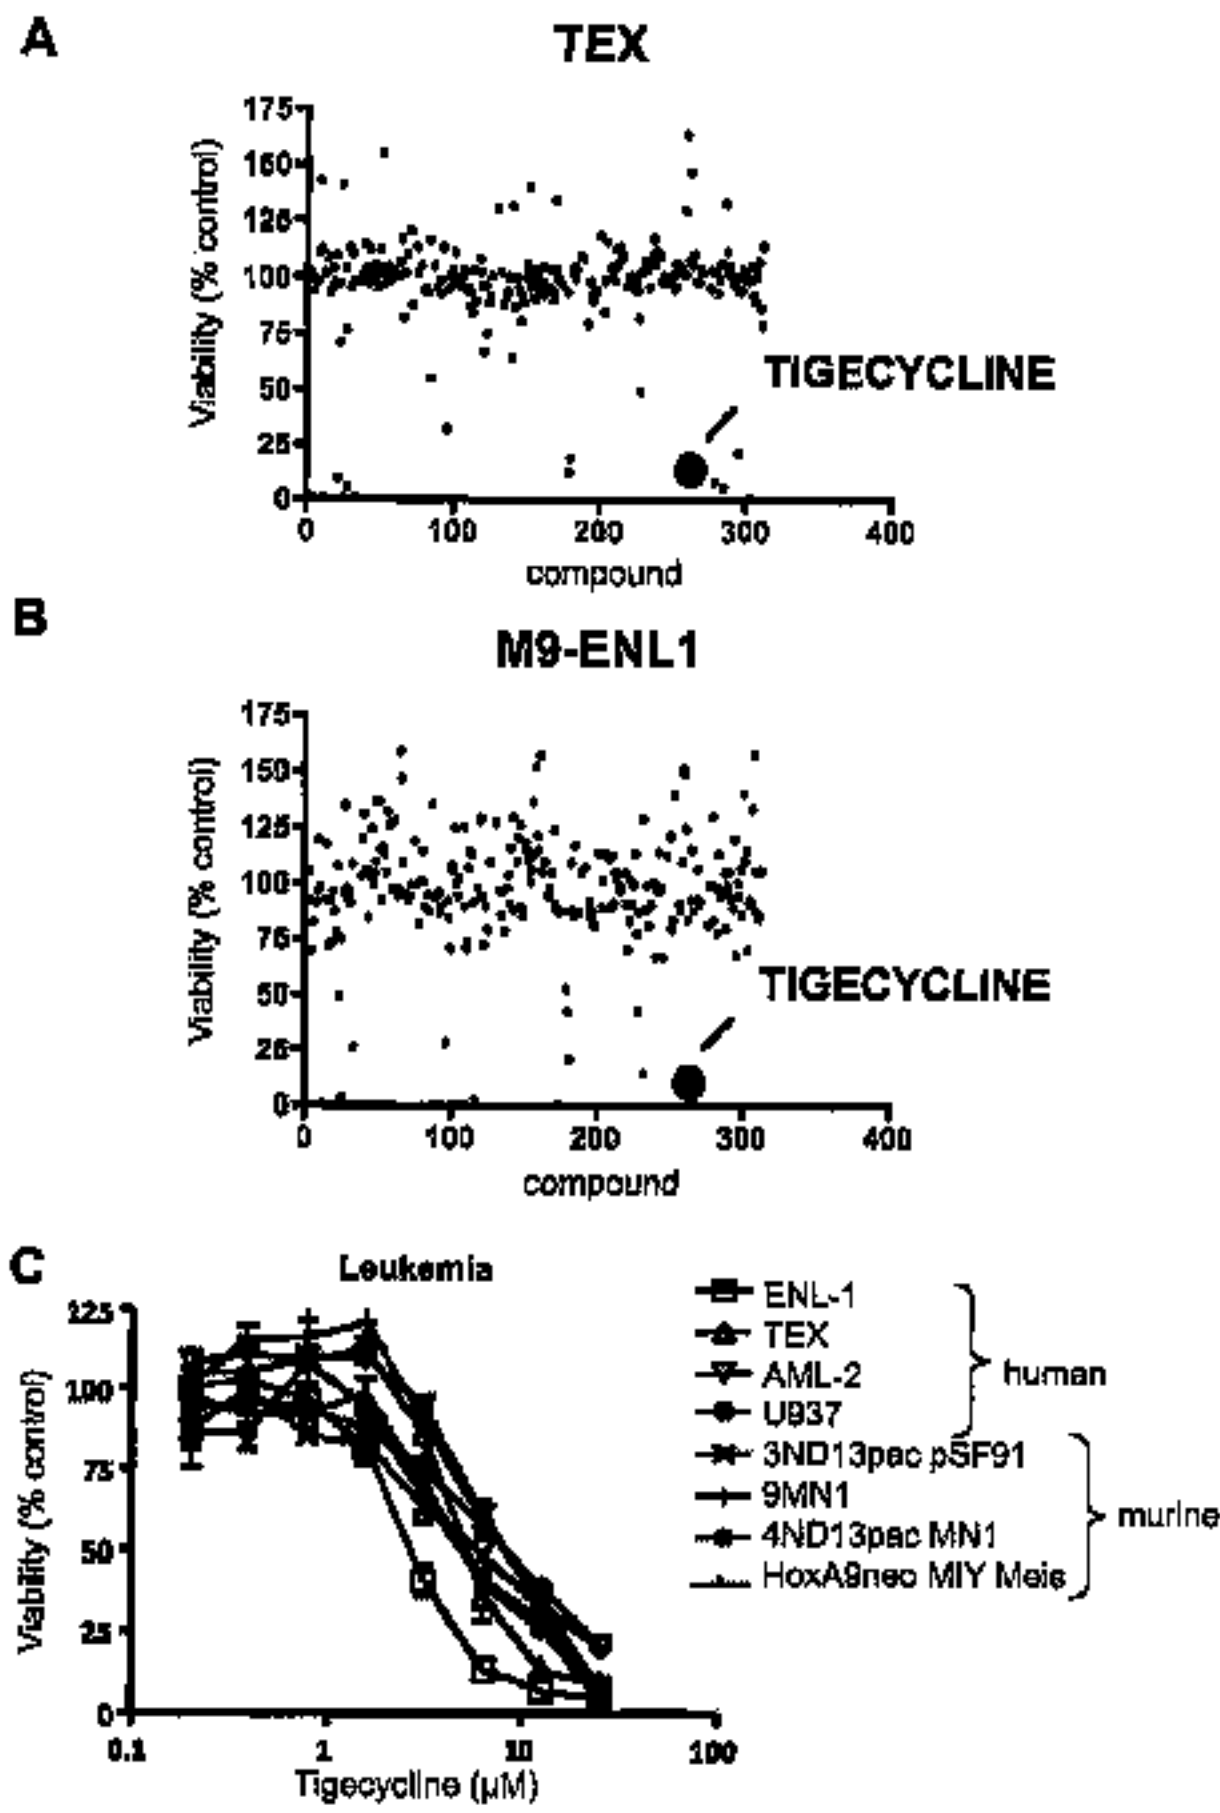 A
TEX
175
150
125
100
75
50
25
0
Viability (% control)
TIGECYCLINE
0 100 200 300 400
compound
B
M9-ENL1
175
150
125
100
75
50
25
0
Viability (% control)
TIGECYCLINE
0 100 200 300 400
compound
C
Leukemia
125
100
75
50
25
0
Viability (% control)
0.1 1 10 100
Tigecycline (µM)
ENL-1
TEX
AML-2
U937
human
3ND13pac pSF91
9MN1
4ND13pac MN1
HoxA9neo MIY Meis
murine